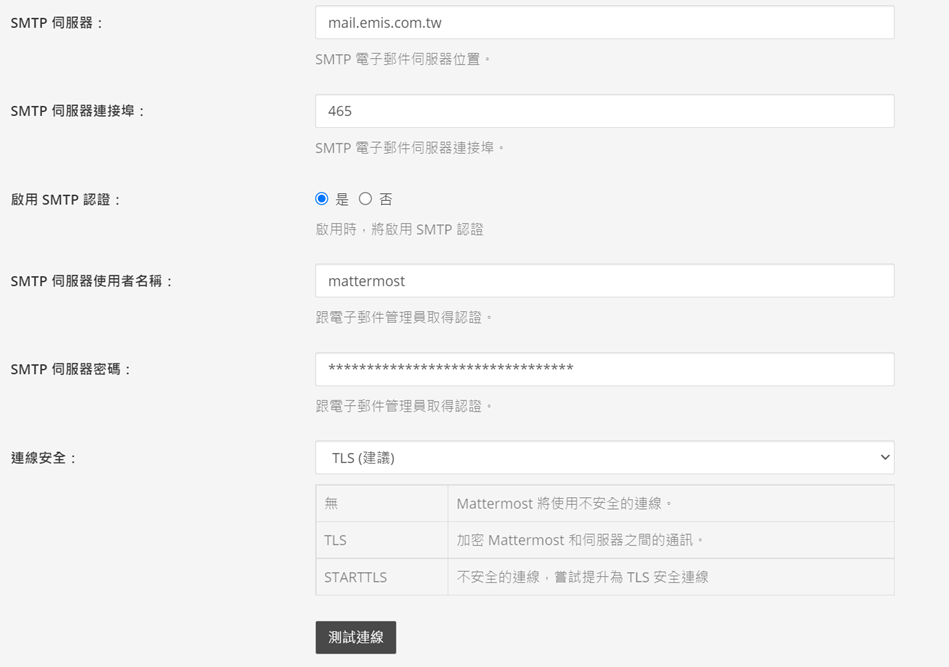 SMTP 伺服器：
mail.emis.com.tw
SMTP 電子郵件伺服器位置。
SMTP 伺服器連接埠：
465
SMTP 電子郵件伺服器連接埠。
啟用 SMTP 認證：
是 否
啟用時，將啟用 SMTP 認證
SMTP 伺服器使用者名稱：
mattermost
跟電子郵件管理員取得認證。
SMTP 伺服器密碼：
********************************
跟電子郵件管理員取得認證。
連線安全：
TLS (建議)
無 Mattermost 將使用不安全的連線。
TLS 加密 Mattermost 和伺服器之間的通訊。
STARTTLS 不安全的連線，嘗試提升為 TLS 安全連線
測試連線